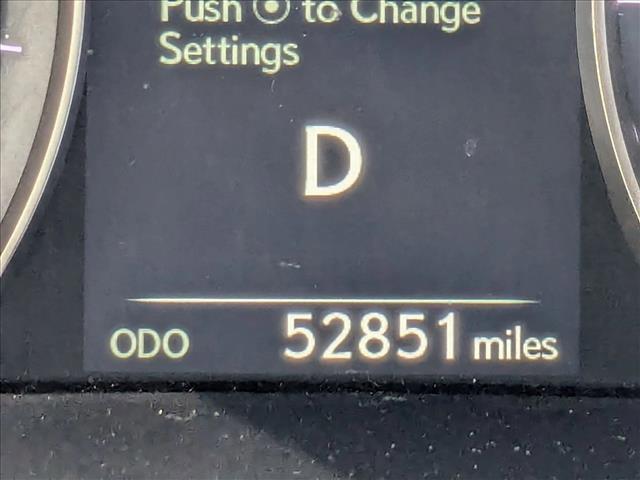 Push ⦿ to Change
Settings
D
ODO 52851 miles